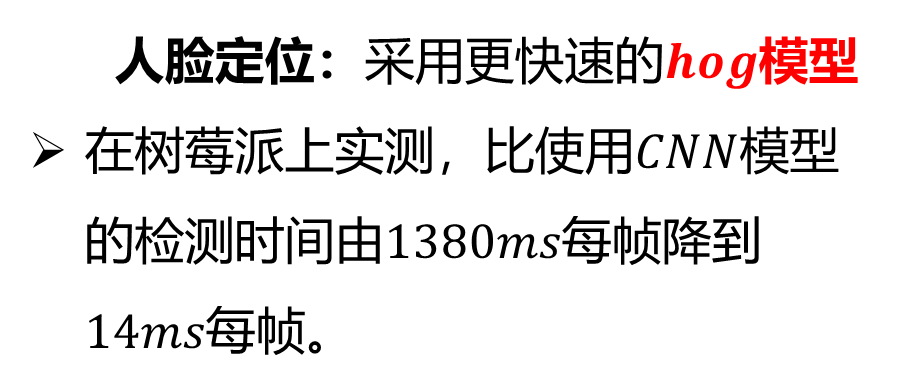 人脸定位：采用更快速的hog模型
➢ 在树莓派上实测，比使用CNN模型
的检测时间由1380ms每帧降到
14ms每帧。